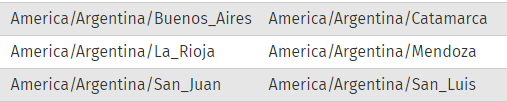 America/Argentina/Buenos_Aires America/Argentina/Catamarca
America/Argentina/La_Rioja America/Argentina/Mendoza
America/Argentina/San_Juan America/Argentina/San_Luis